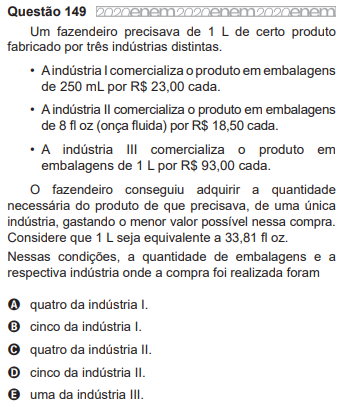 Questão 149 2020enem2020enem2020enem
Um fazendeiro precisava de 1 L de certo produto
fabricado por três indústrias distintas.
• A indústria I comercializa o produto em embalagens
de 250 mL por R$ 23,00 cada.
• A indústria II comercializa o produto em embalagens
de 8 fl oz (onça fluida) por R$ 18,50 cada.
• A indústria III comercializa o produto em
embalagens de 1 L por R$ 93,00 cada.
O fazendeiro conseguiu adquirir a quantidade
necessária do produto de que precisava, de uma única
indústria, gastando o menor valor possível nessa compra.
Considere que 1 L seja equivalente a 33,81 fl oz.
Nessas condições, a quantidade de embalagens e a
respectiva indústria onde a compra foi realizada foram
A quatro da indústria I.
B cinco da indústria I.
C quatro da indústria II.
D cinco da indústria II.
E uma da indústria III.